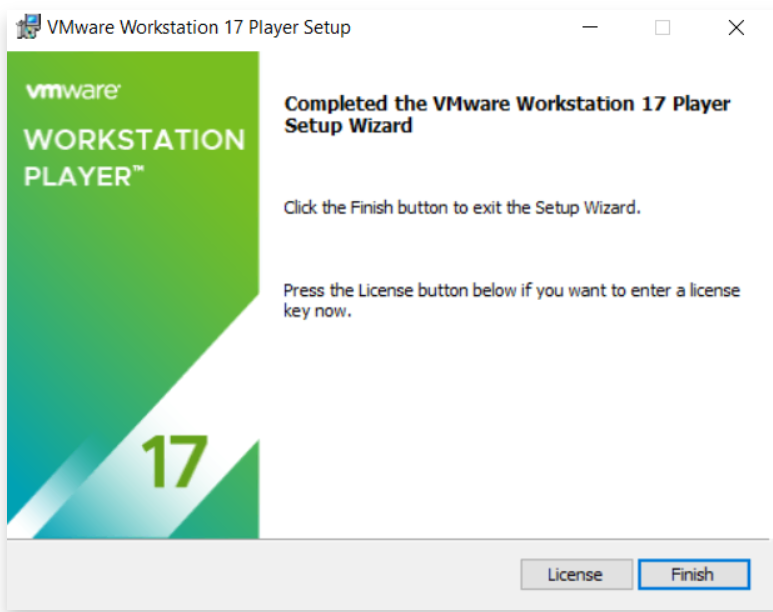 VMware Workstation 17 Player Setup
vmware
WORKSTATION
PLAYER™
Completed the VMware Workstation 17 Player
Setup Wizard
Click the Finish button to exit the Setup Wizard.
Press the License button below if you want to enter a license
key now.
17
License
Finish